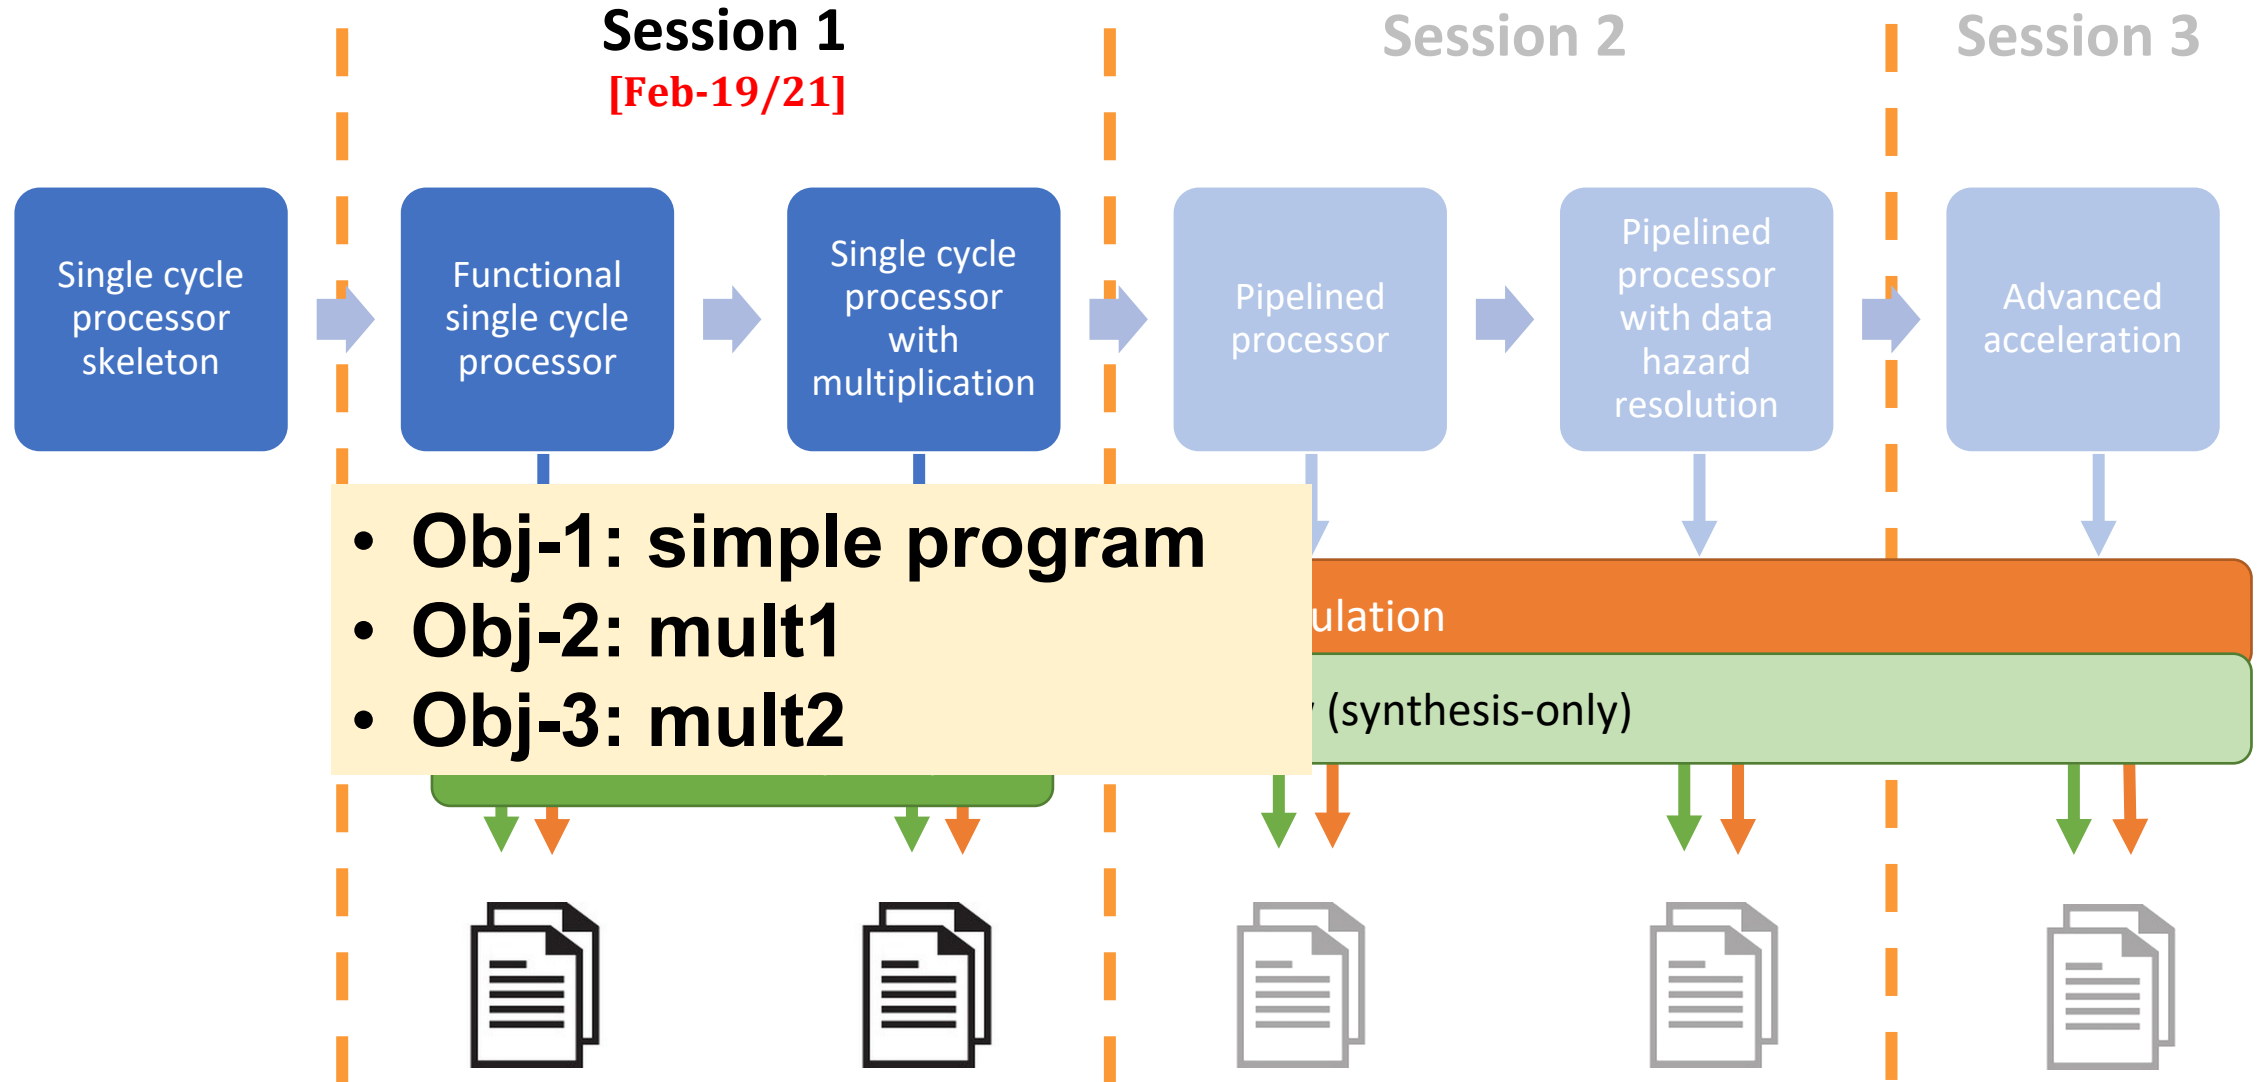 Session 1
[Feb-19/21]
Session 2
Session 3
Single cycle
processor
skeleton
Functional
single cycle
processor
Single cycle
processor
with
multiplication
Pipelined
processor
Pipelined
processor
with data
hazard
resolution
Advanced
acceleration
• Obj-1: simple program
• Obj-2: mult1
• Obj-3: mult2
ulation
(synthesis-only)